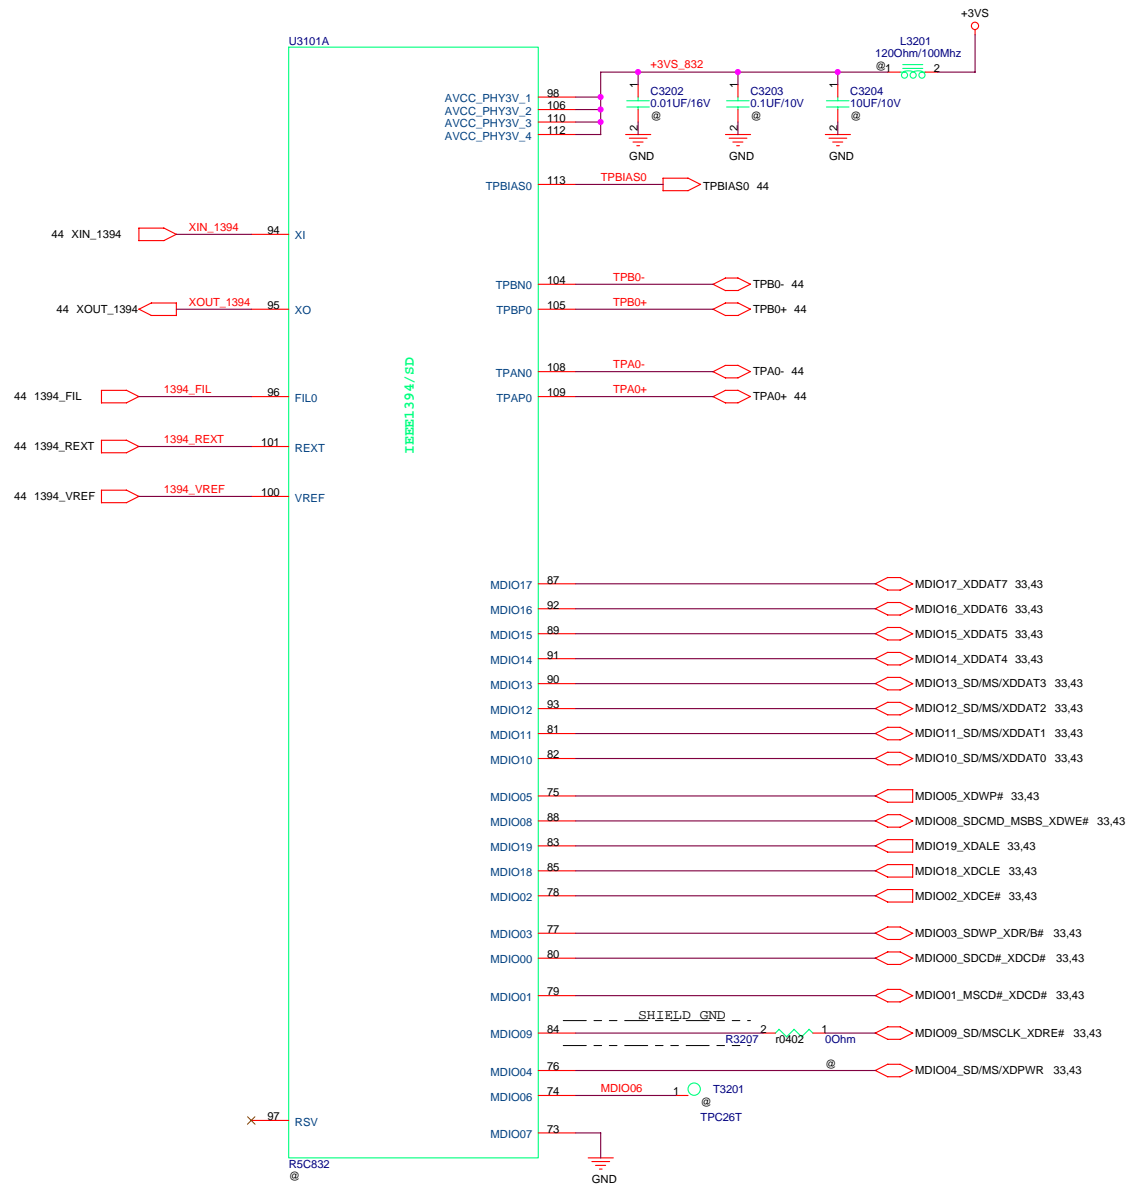 +3VS
U3101A
L3201
120Ohm/100Mhz
@
1 2
+3VS_832
AVCC_PHY3V_1 98
AVCC_PHY3V_2 106
AVCC_PHY3V_3 110
AVCC_PHY3V_4 112
1 C3202
0.01UF/16V
@
2
GND
1 C3203
0.1UF/10V
@
2
GND
1 C3204
10UF/10V
2
GND
TPBIAS0 113 TPBIAS0 TPBIAS0 44
44 XIN_1394 XIN_1394 94 XI
TPBN0 104 TPB0- TPB0- 44
44 XOUT_1394 XOUT_1394 95 XO
TPBP0 105 TPB0+ TPB0+ 44
IEEE1394/SD
TPAN0 108 TPA0- TPA0- 44
44 1394_FIL 1394_FIL 96 FIL0
TPAP0 109 TPA0+ TPA0+ 44
44 1394_REXT 1394_REXT 101 REXT
44 1394_VREF 1394_VREF 100 VREF
MDIO17 87 MDIO17_XDDAT7 33,43
MDIO16 92 MDIO16_XDDAT6 33,43
MDIO15 89 MDIO15_XDDAT5 33,43
MDIO14 91 MDIO14_XDDAT4 33,43
MDIO13 90 MDIO13_SD/MS/XDDAT3 33,43
MDIO12 93 MDIO12_SD/MS/XDDAT2 33,43
MDIO11 81 MDIO11_SD/MS/XDDAT1 33,43
MDIO10 82 MDIO10_SD/MS/XDDAT0 33,43
MDIO05 75 MDIO05_XDWP# 33,43
MDIO08 88 MDIO08_SDCMD_MSBS_XDWE# 33,43
MDIO19 83 MDIO19_XDALE 33,43
MDIO18 85 MDIO18_XDCLE 33,43
MDIO02 78 MDIO02_XDCE# 33,43
MDIO03 77 MDIO03_SDWP_XDR/B# 33,43
MDIO00 80 MDIO00_SDCD#_XDCD# 33,43
MDIO01 79 MDIO01_MSCD#_XDCD# 33,43
SHIELD GND
MDIO09 84 R3207 2 r0402 1 0Ohm MDIO09_SD/MSCLK_XDRE# 33,43
@
MDIO04 76 MDIO04_SD/MS/XDPWR 33,43
MDIO06 74 MDIO06 1 T3201
@
TPC26T
97 RSV
MDIO07 73
GND
R5C832
@